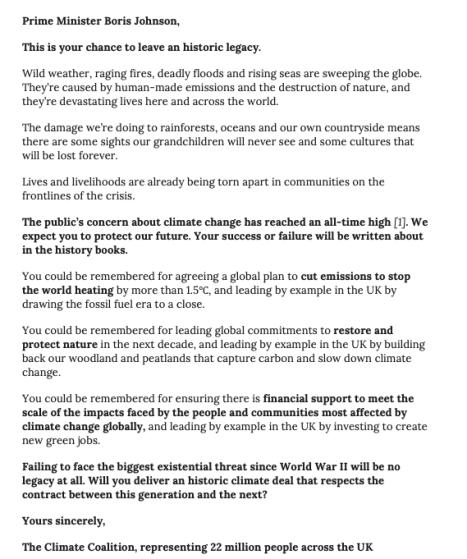 Prime Minister Boris Johnson,
This is your chance to leave an historic legacy.
Wild weather, raging fires, deadly floods and rising seas are sweeping the globe.
They're caused by human-made emissions and the destruction of nature, and
they're devastating lives here and across the world.
The damage we're doing to rainforests, oceans and our own countryside means
there are some sights our grandchildren will never see and some cultures that
will be lost forever.
Lives and livelihoods are already being torn apart in communities on the
frontlines of the crisis.
The public's concern about climate change has reached an all-time high [1]. We
expect you to protect our future. Your success or failure will be written about
in the history books.
You could be remembered for agreeing a global plan to cut emissions to stop
the world heating by more than 1.5°C, and leading by example in the UK by
drawing the fossil fuel era to a close.
You could be remembered for leading global commitments to restore and
protect nature in the next decade, and leading by example in the UK by building
back our woodland and peatlands that capture carbon and slow down climate
change.
You could be remembered for ensuring there is financial support to meet the
scale of the impacts faced by the people and communities most affected by
climate change globally, and leading by example in the UK by investing to create
new green jobs.
Failing to face the biggest existential threat since World War II will be no
legacy at all. Will you deliver an historic climate deal that respects the
contract between this generation and the next?
Yours sincerely,
The Climate Coalition, representing 22 million people across the UK